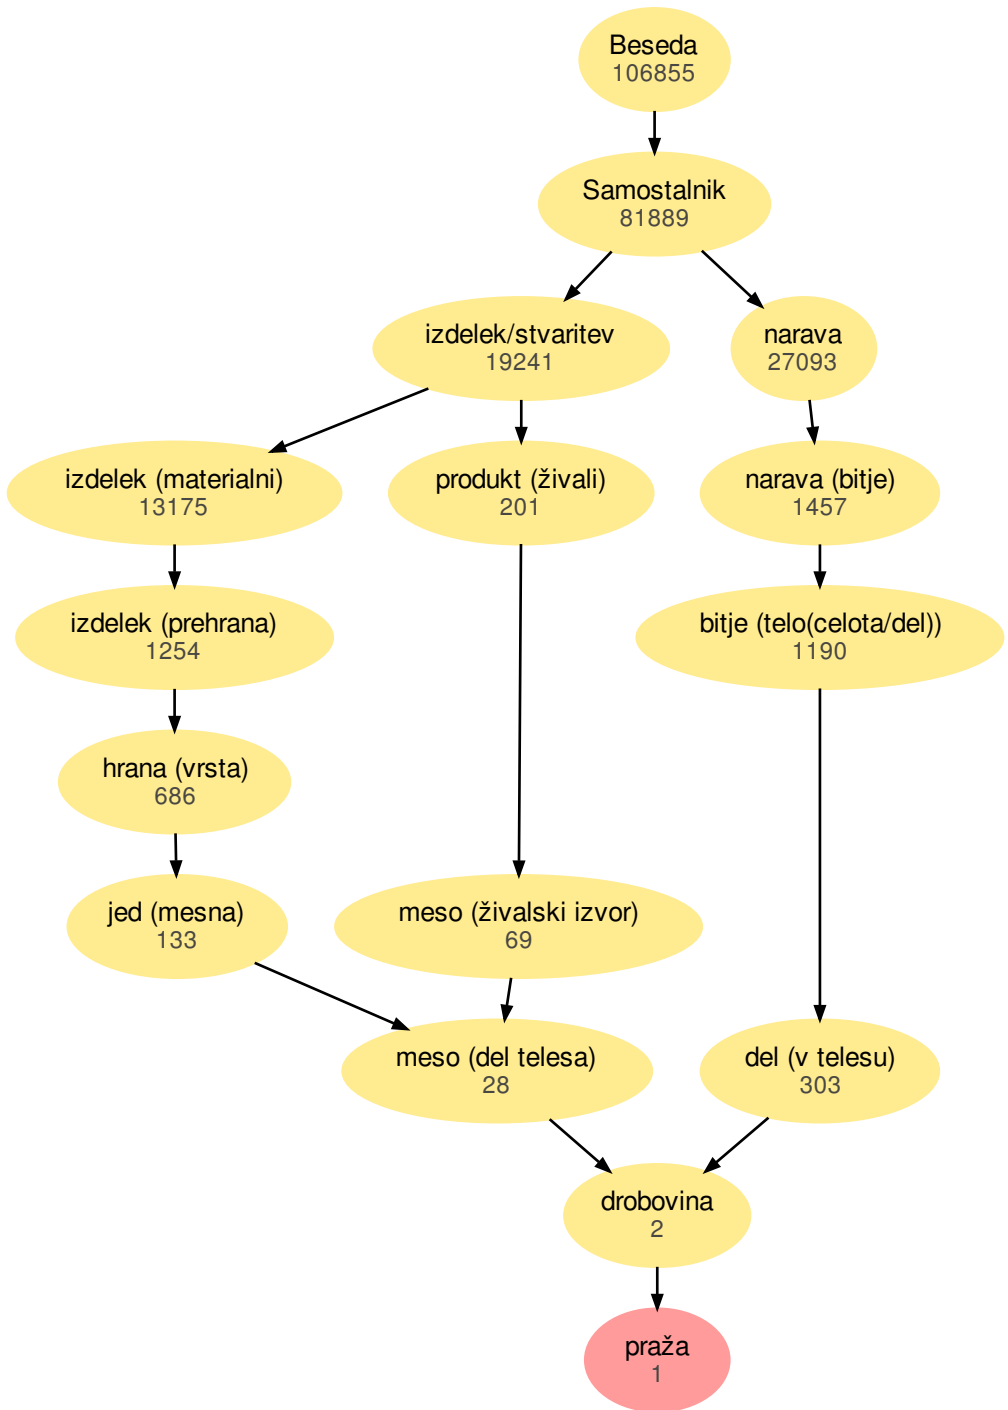 Beseda
106855
Samostalnik
81889
izdelek/stvaritev
19241
narava
27093
izdelek (materialni)
13175
produkt (živali)
201
narava (bitje)
1457
izdelek (prehrana)
1254
bitje (telo(celota/del))
1190
hrana (vrsta)
686
jed (mesna)
133
meso (živalski izvor)
69
meso (del telesa)
28
del (v telesu)
303
drobovina
2
praža
1